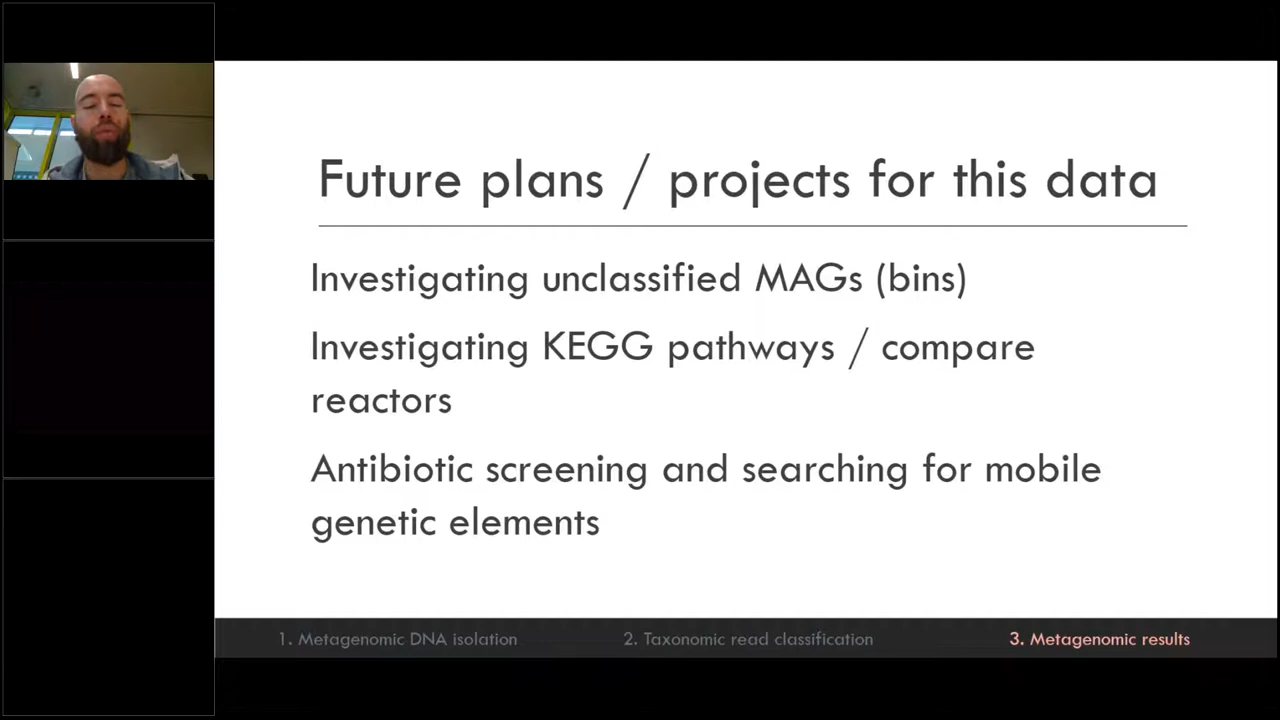 Future plans / projects for this data
Investigating unclassified MAGs (bins)
Investigating KEGG pathways / compare
reactors
Antibiotic screening and searching for mobile
genetic elements
1. Metagenomic DNA isolation
2. Taxonomic read classification
3. Metagenomic results